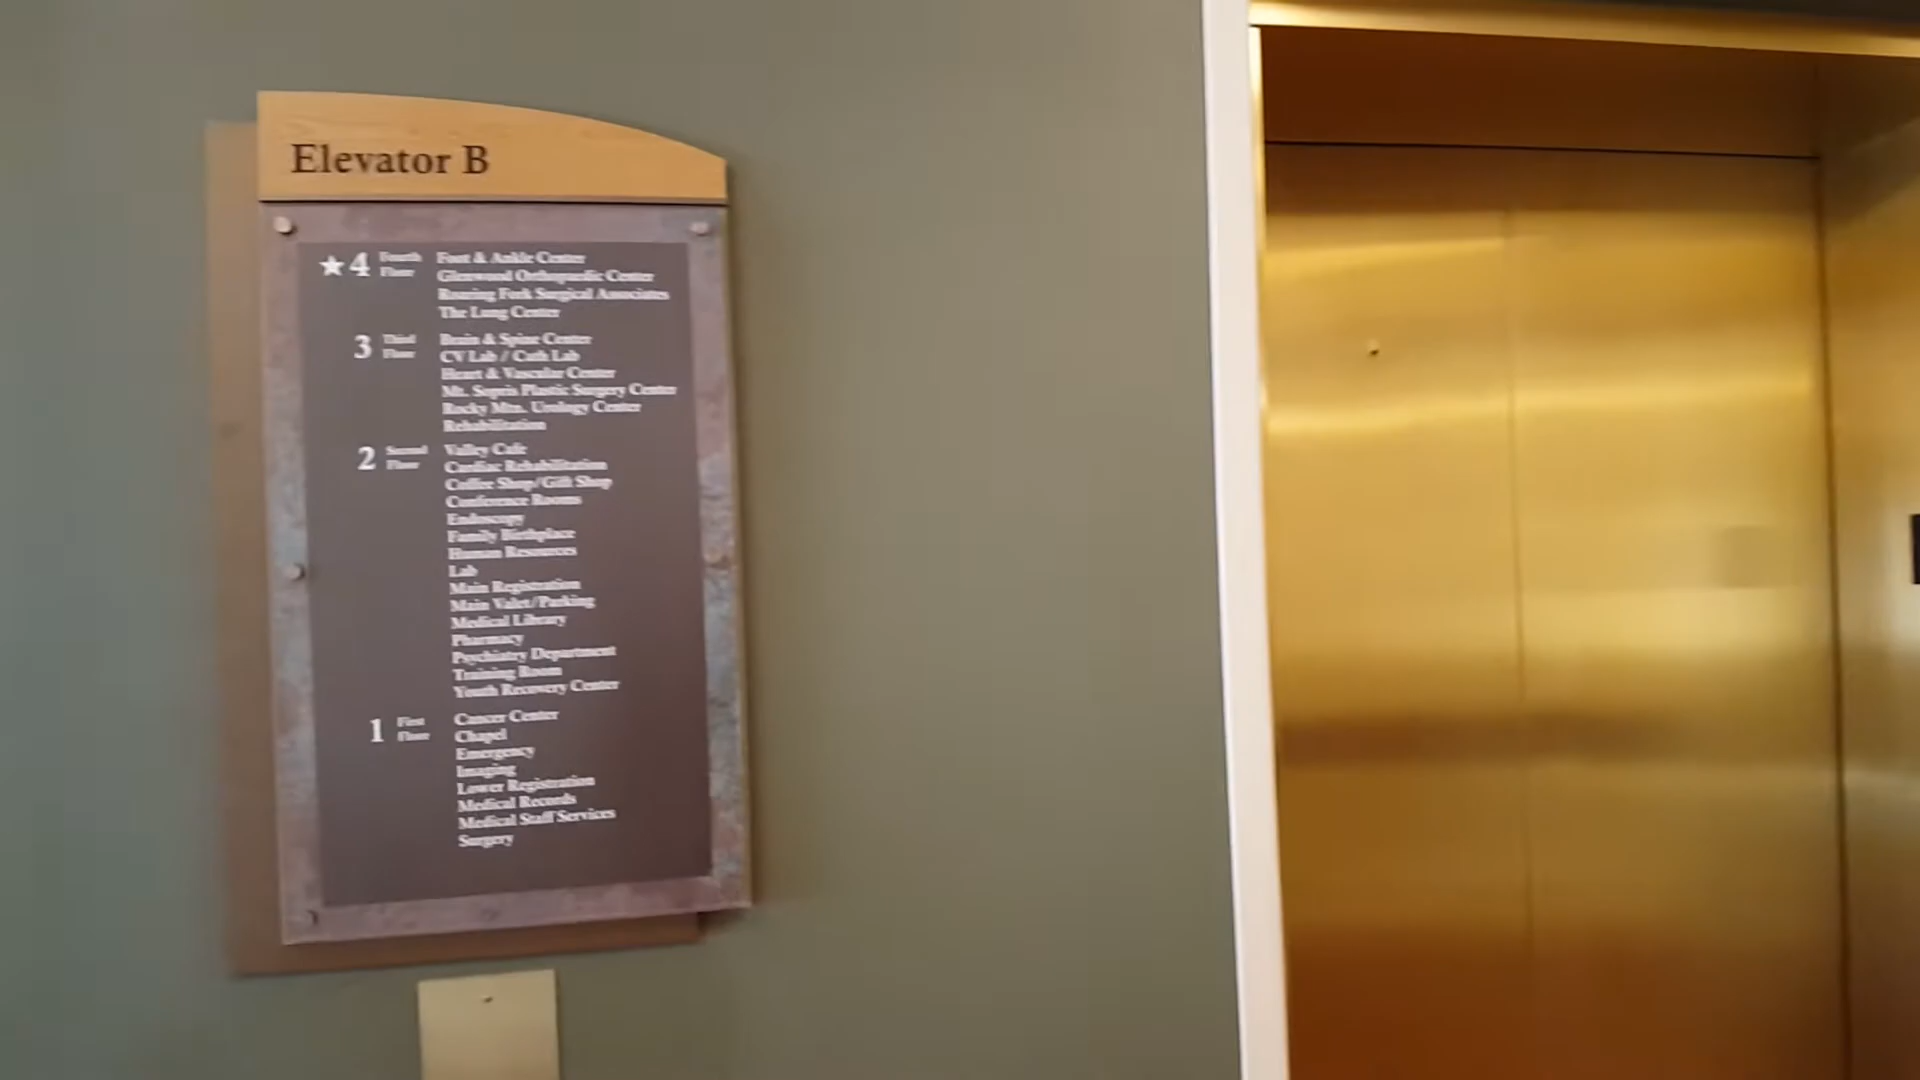 Elevator B
★ 4 Fourth Floor
Foot & Ankle Center
Glenwood Orthopaedic Center
Roaring Fork Surgical Associates
The Lung Center
3 Third Floor
Brain & Spine Center
CV Lab / Cath Lab
Heart & Vascular Center
Mt. Sopris Plastic Surgery Center
Rocky Mtn. Urology Center
Rehabilitation
2 Second Floor
Valley Cafe
Cardiac Rehabilitation
Coffee Shop/Gift Shop
Conference Rooms
Endoscopy
Family Birthplace
Human Resources
Lab
Main Registration
Main Valet/Parking
Medical Library
Pharmacy
Psychiatry Department
Training Room
Youth Recovery Center
1 First Floor
Cancer Center
Chapel
Emergency
Imaging
Lower Registration
Medical Records
Medical Staff Services
Surgery